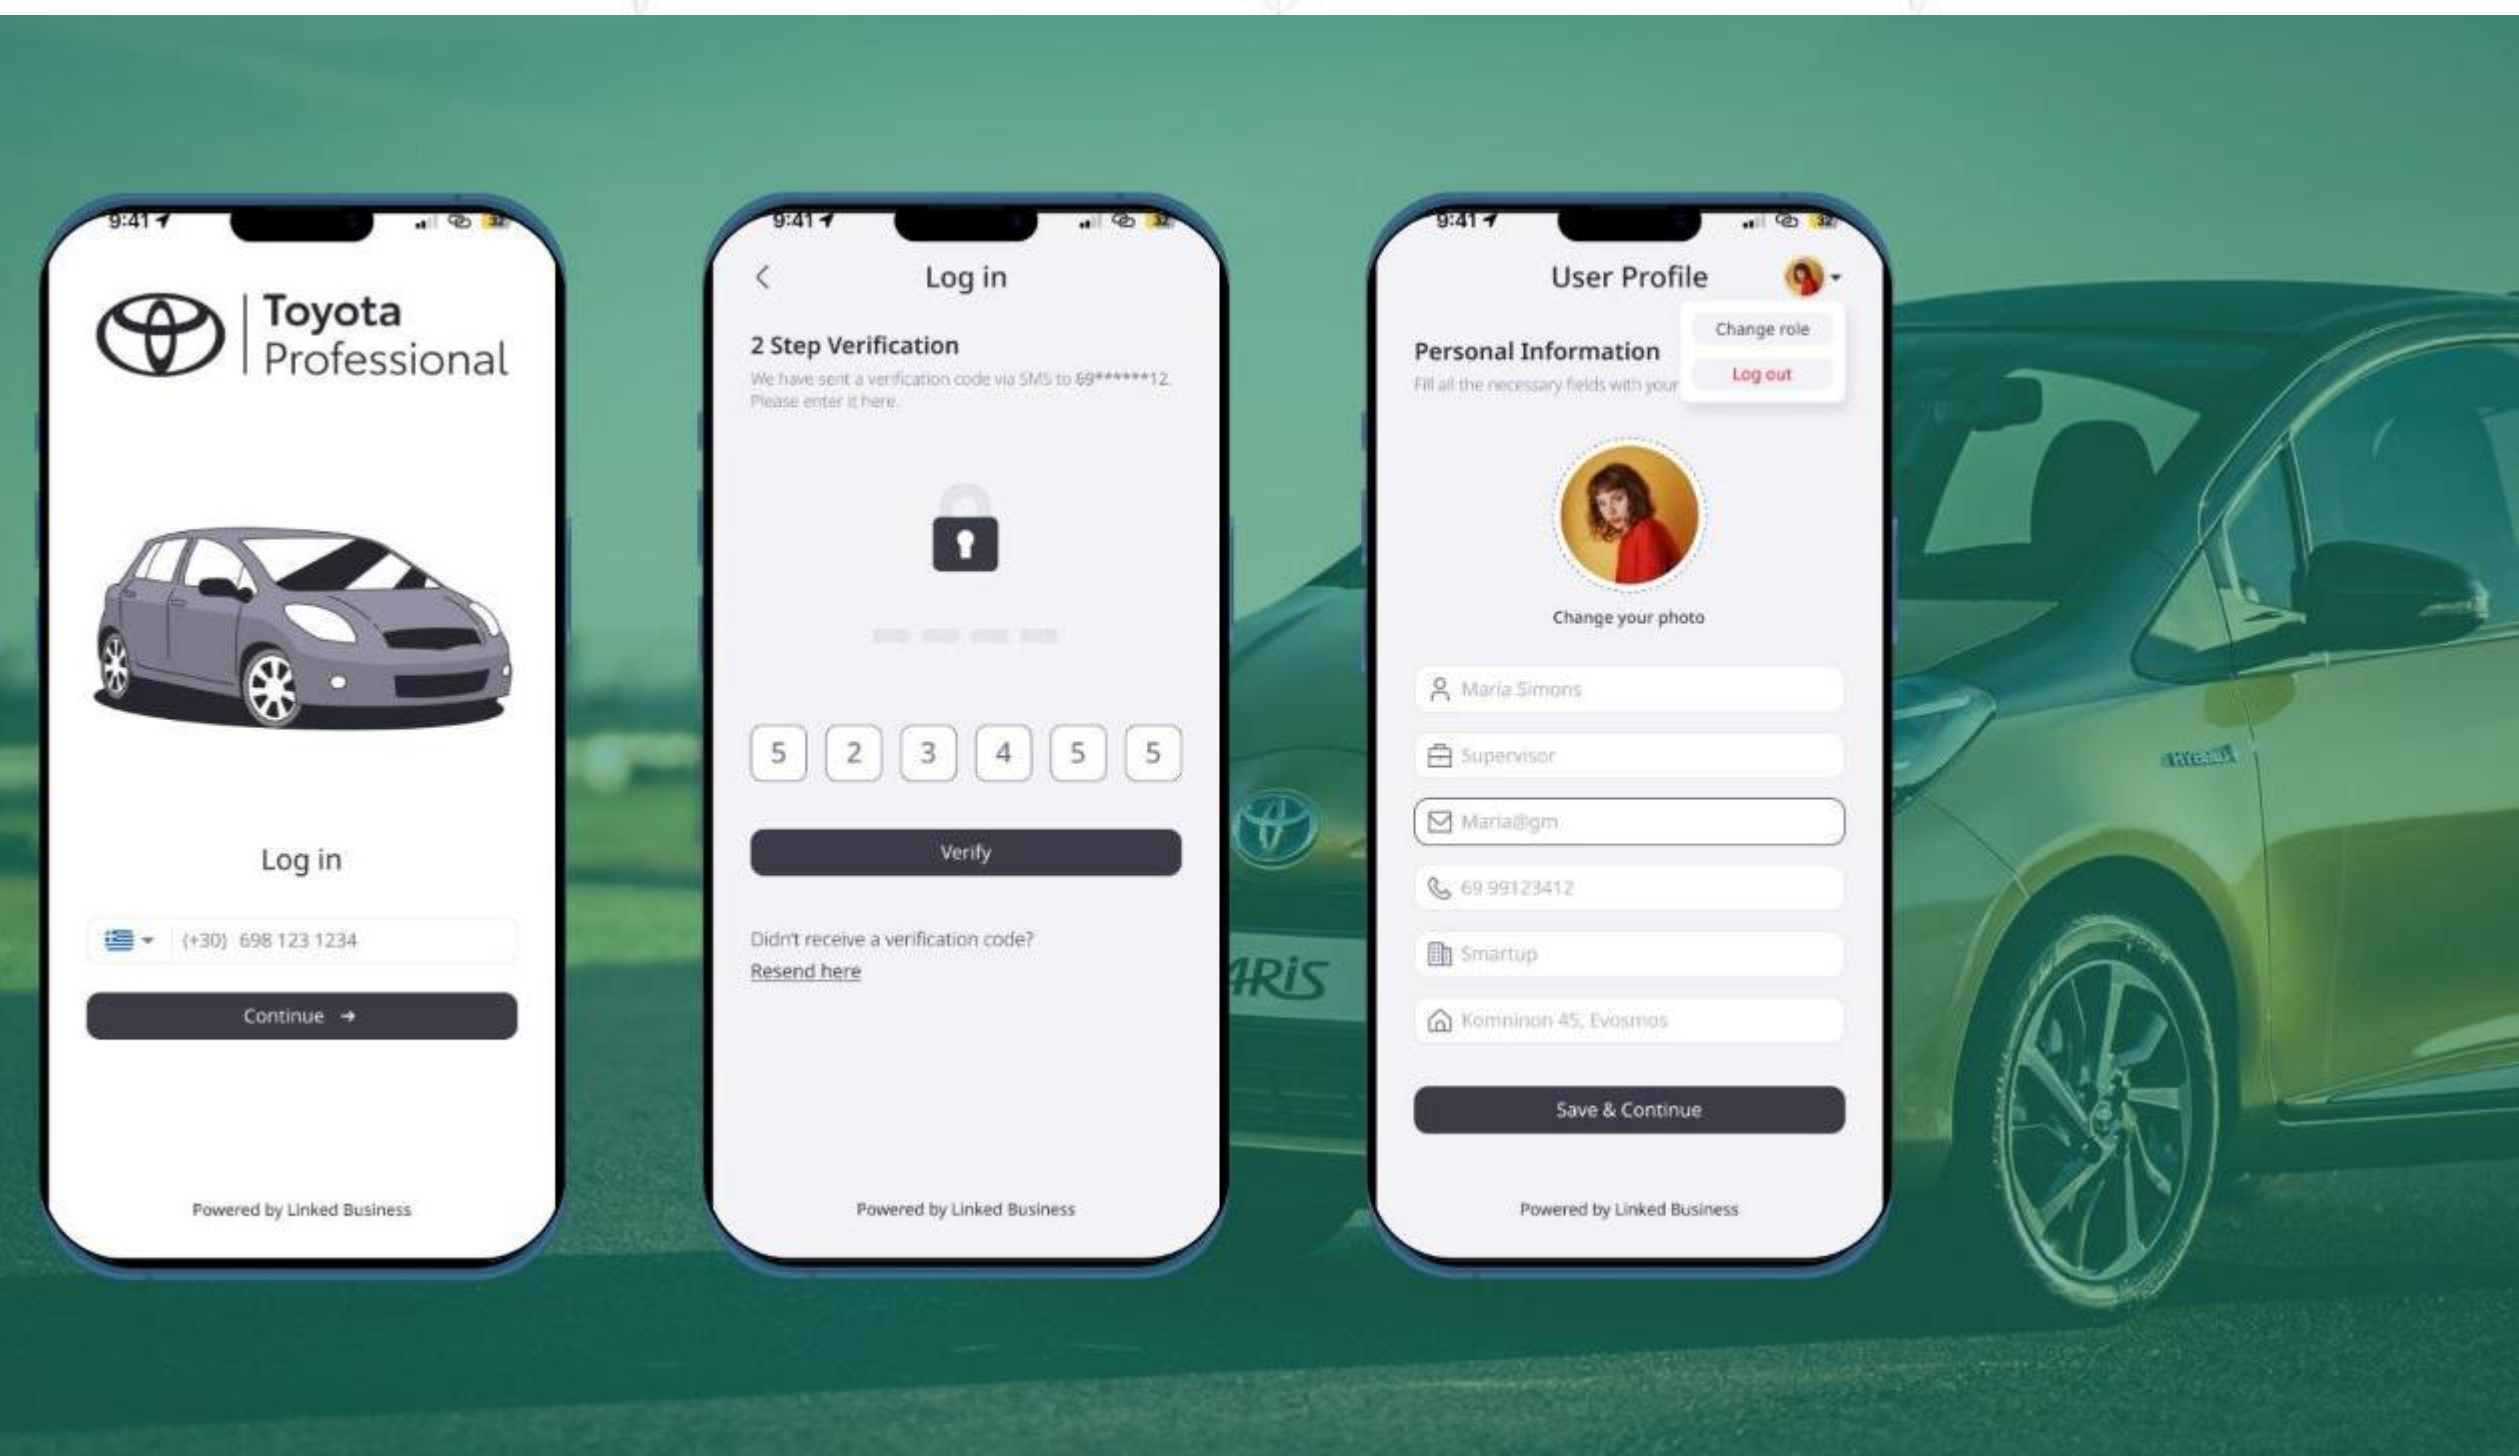 9:41
Toyota
Professional
Log in
(+30) 698 123 1234
Continue →
Powered by Linked Business
9:41
32
Log in
2 Step Verification
We have sent a verification code via SMS to 69******12.
Please enter it here.
5 2 3 4 5 5
Verify
Didn't receive a verification code?
Resend here
Powered by Linked Business
9:41
32
User Profile
Change role
Log out
Personal Information
Fill all the necessary fields with your
Change your photo
Maria Simons
Supervisor
Maria@gm
69 99123412
Smartup
Komninon 45, Evosmos
Save & Continue
Powered by Linked Business
HYBRID
ARiS